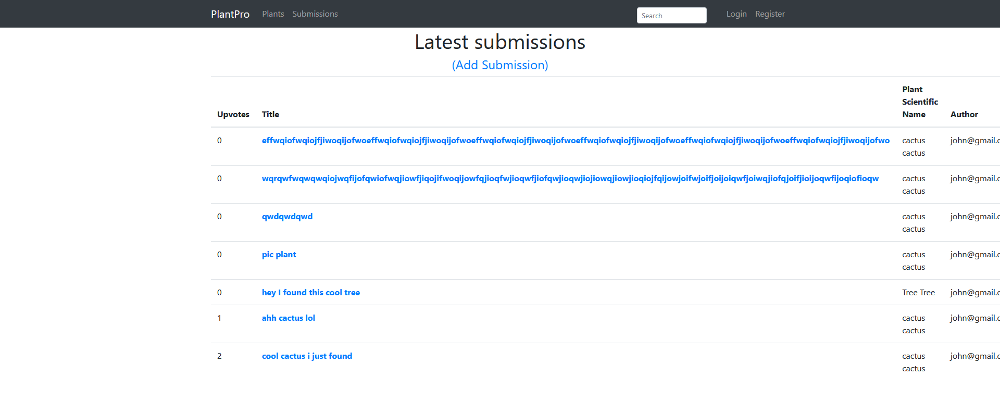 PlantPro Plants Submissions Search Login Register
Latest submissions
(Add Submission)
Upvotes Title Plant Scientific Name Author
0 effwqiofwqiojfjiwoqijofwoeffwqiofwqiojfjiwoqijofwoeffwqiofwqiojfjiwoqijofwoeffwqiofwqiojfjiwoqijofwoeffwqiofwqiojfjiwoqijofwoeffwqiofwqiojfjiwoqijofwo cactus cactus john@gmail.c
0 wqrqwfwqwqwqiojwqfijofqwiofwqjiowfjiqojifwoqijowfqjioqfwjioqwfjiofqwjioqwjiojiowqjiowjioqiojfqijowjoifwjoifjoijoiqwfjoiwqjiofqjoifjioijoqwfijoqiofioqw cactus cactus john@gmail.c
0 qwdqwdqwd cactus cactus john@gmail.c
0 pic plant cactus cactus john@gmail.c
0 hey I found this cool tree Tree Tree john@gmail.c
1 ahh cactus lol cactus cactus john@gmail.c
2 cool cactus i just found cactus cactus john@gmail.c